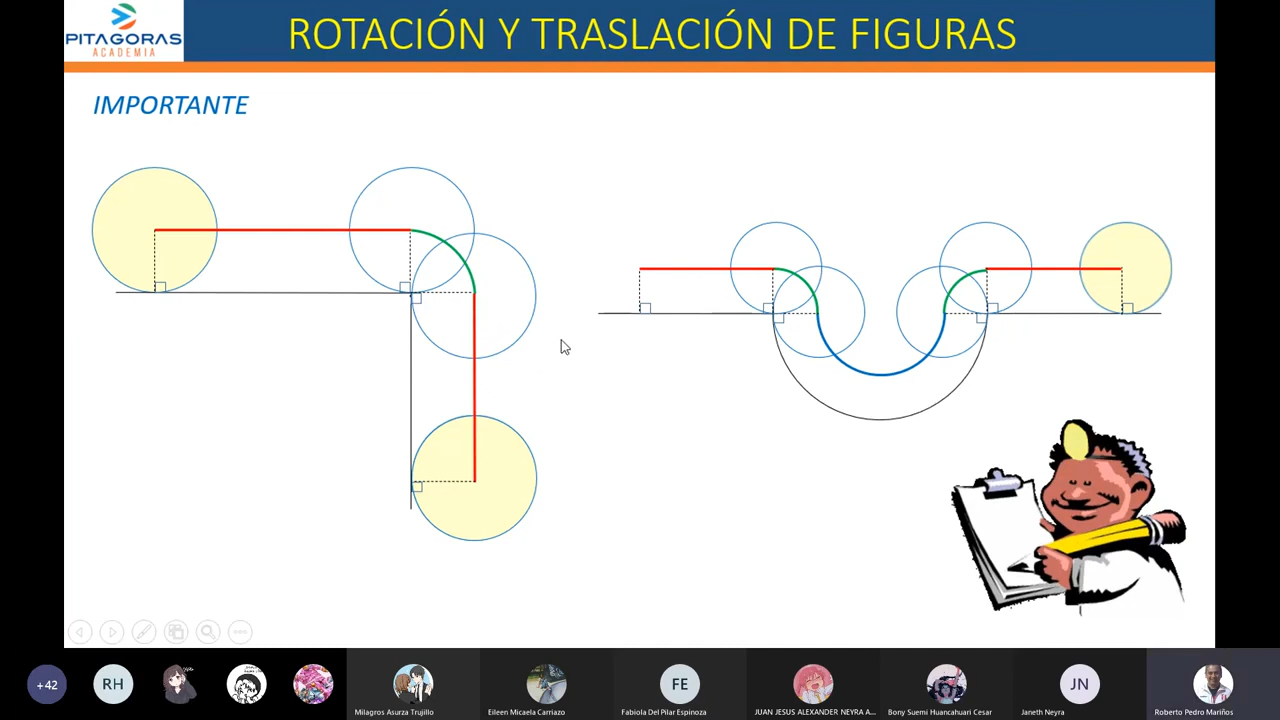 PITAGORAS
ACADEMIA
ROTACIÓN Y TRASLACIÓN DE FIGURAS
IMPORTANTE
+42
RH
FE
JN
Milagros Asurza Trujillo
Eileen Micaela Carriazo
Fabiola Del Pilar Espinoza
JUAN JESUS ALEXANDER NEYRA A...
Bony Suemi Huancahuari Cesar
Janeth Neyra
Roberto Pedro Mariños